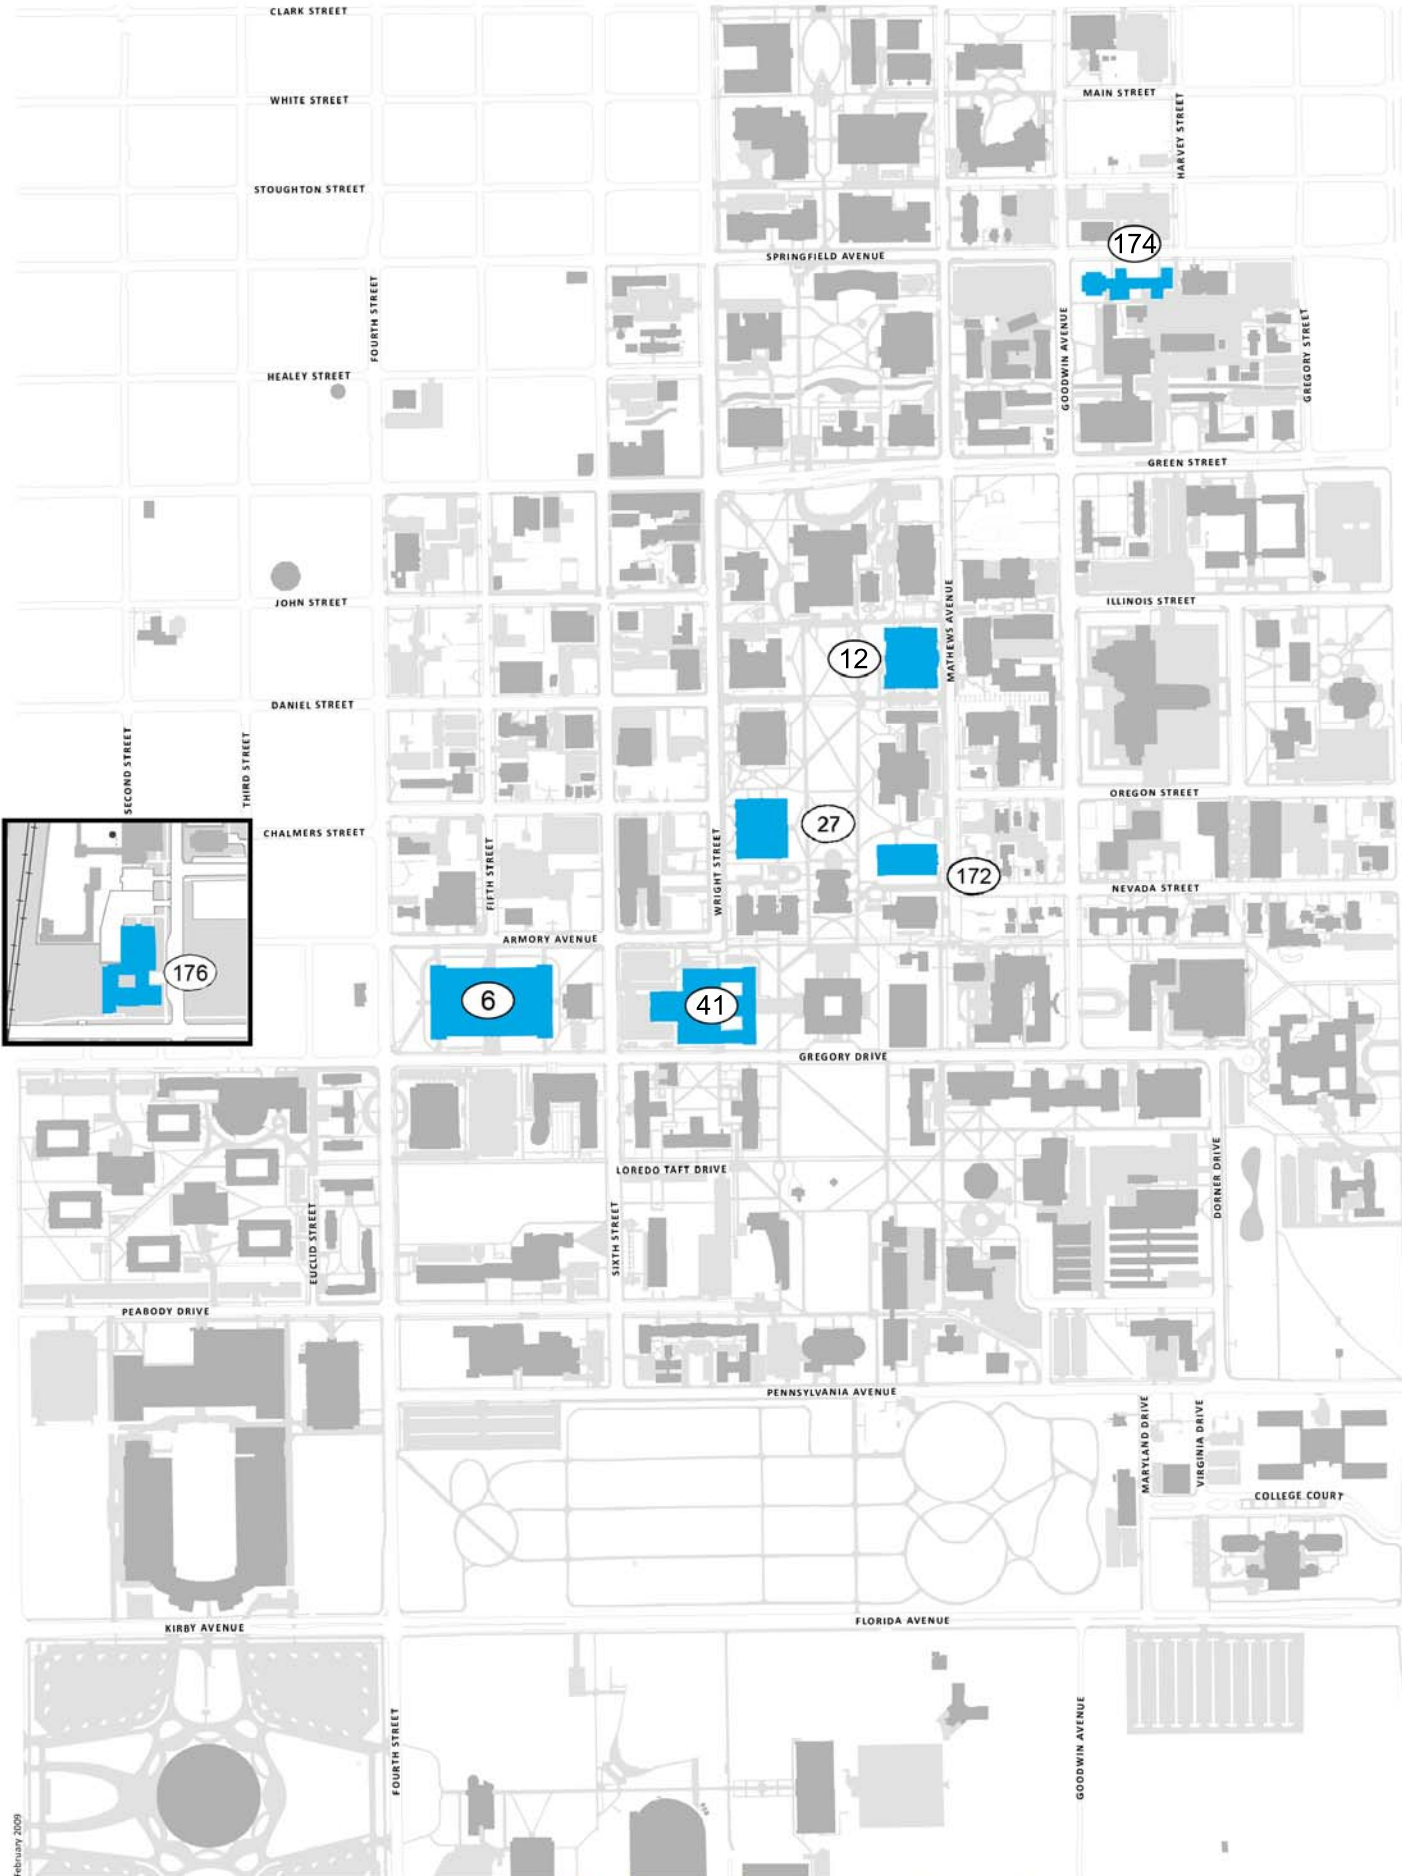 CLARK STREET
WHITE STREET
MAIN STREET
HARVEY STREET
STOUGHTON STREET
174
SPRINGFIELD AVENUE
FOURTH STREET
GOODWIN AVENUE
GREGORY STREET
HEALEY STREET
GREEN STREET
JOHN STREET
ILLINOIS STREET
MATHEWS AVENUE
12
DANIEL STREET
SECOND STREET
THIRD STREET
OREGON STREET
CHALMERS STREET
27
FIFTH STREET
WRIGHT STREET
172
NEVADA STREET
ARMORY AVENUE
176
6
41
GREGORY DRIVE
LOREDO TAFT DRIVE
DORNER DRIVE
EUCLID STREET
SIXTH STREET
PEABODY DRIVE
PENNSYLVANIA AVENUE
MARYLAND DRIVE
VIRGINIA DRIVE
COLLEGE COURT
KIRBY AVENUE
FLORIDA AVENUE
FOURTH STREET
GOODWIN AVENUE
February 2009